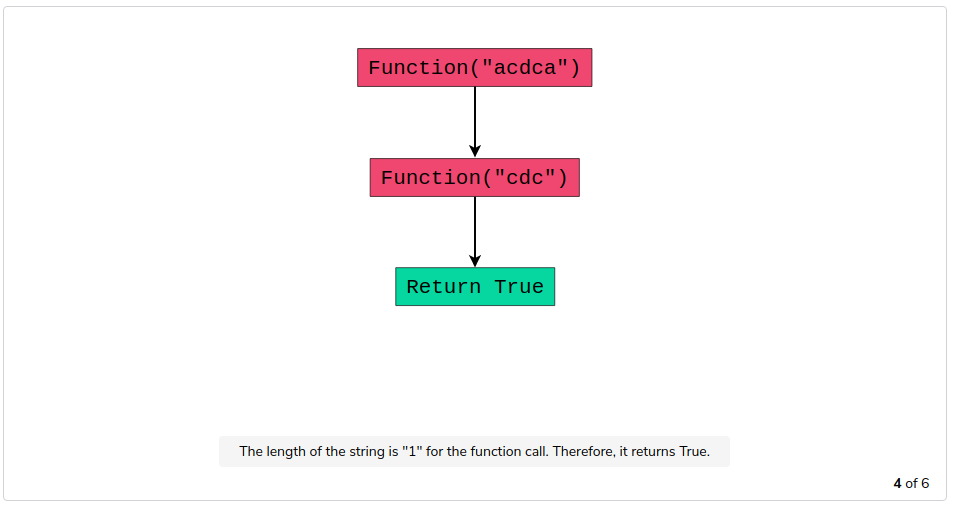 Function("acdca")
Function("cdc")
Return True
The length of the string is "1" for the function call. Therefore, it returns True.
4 of 6